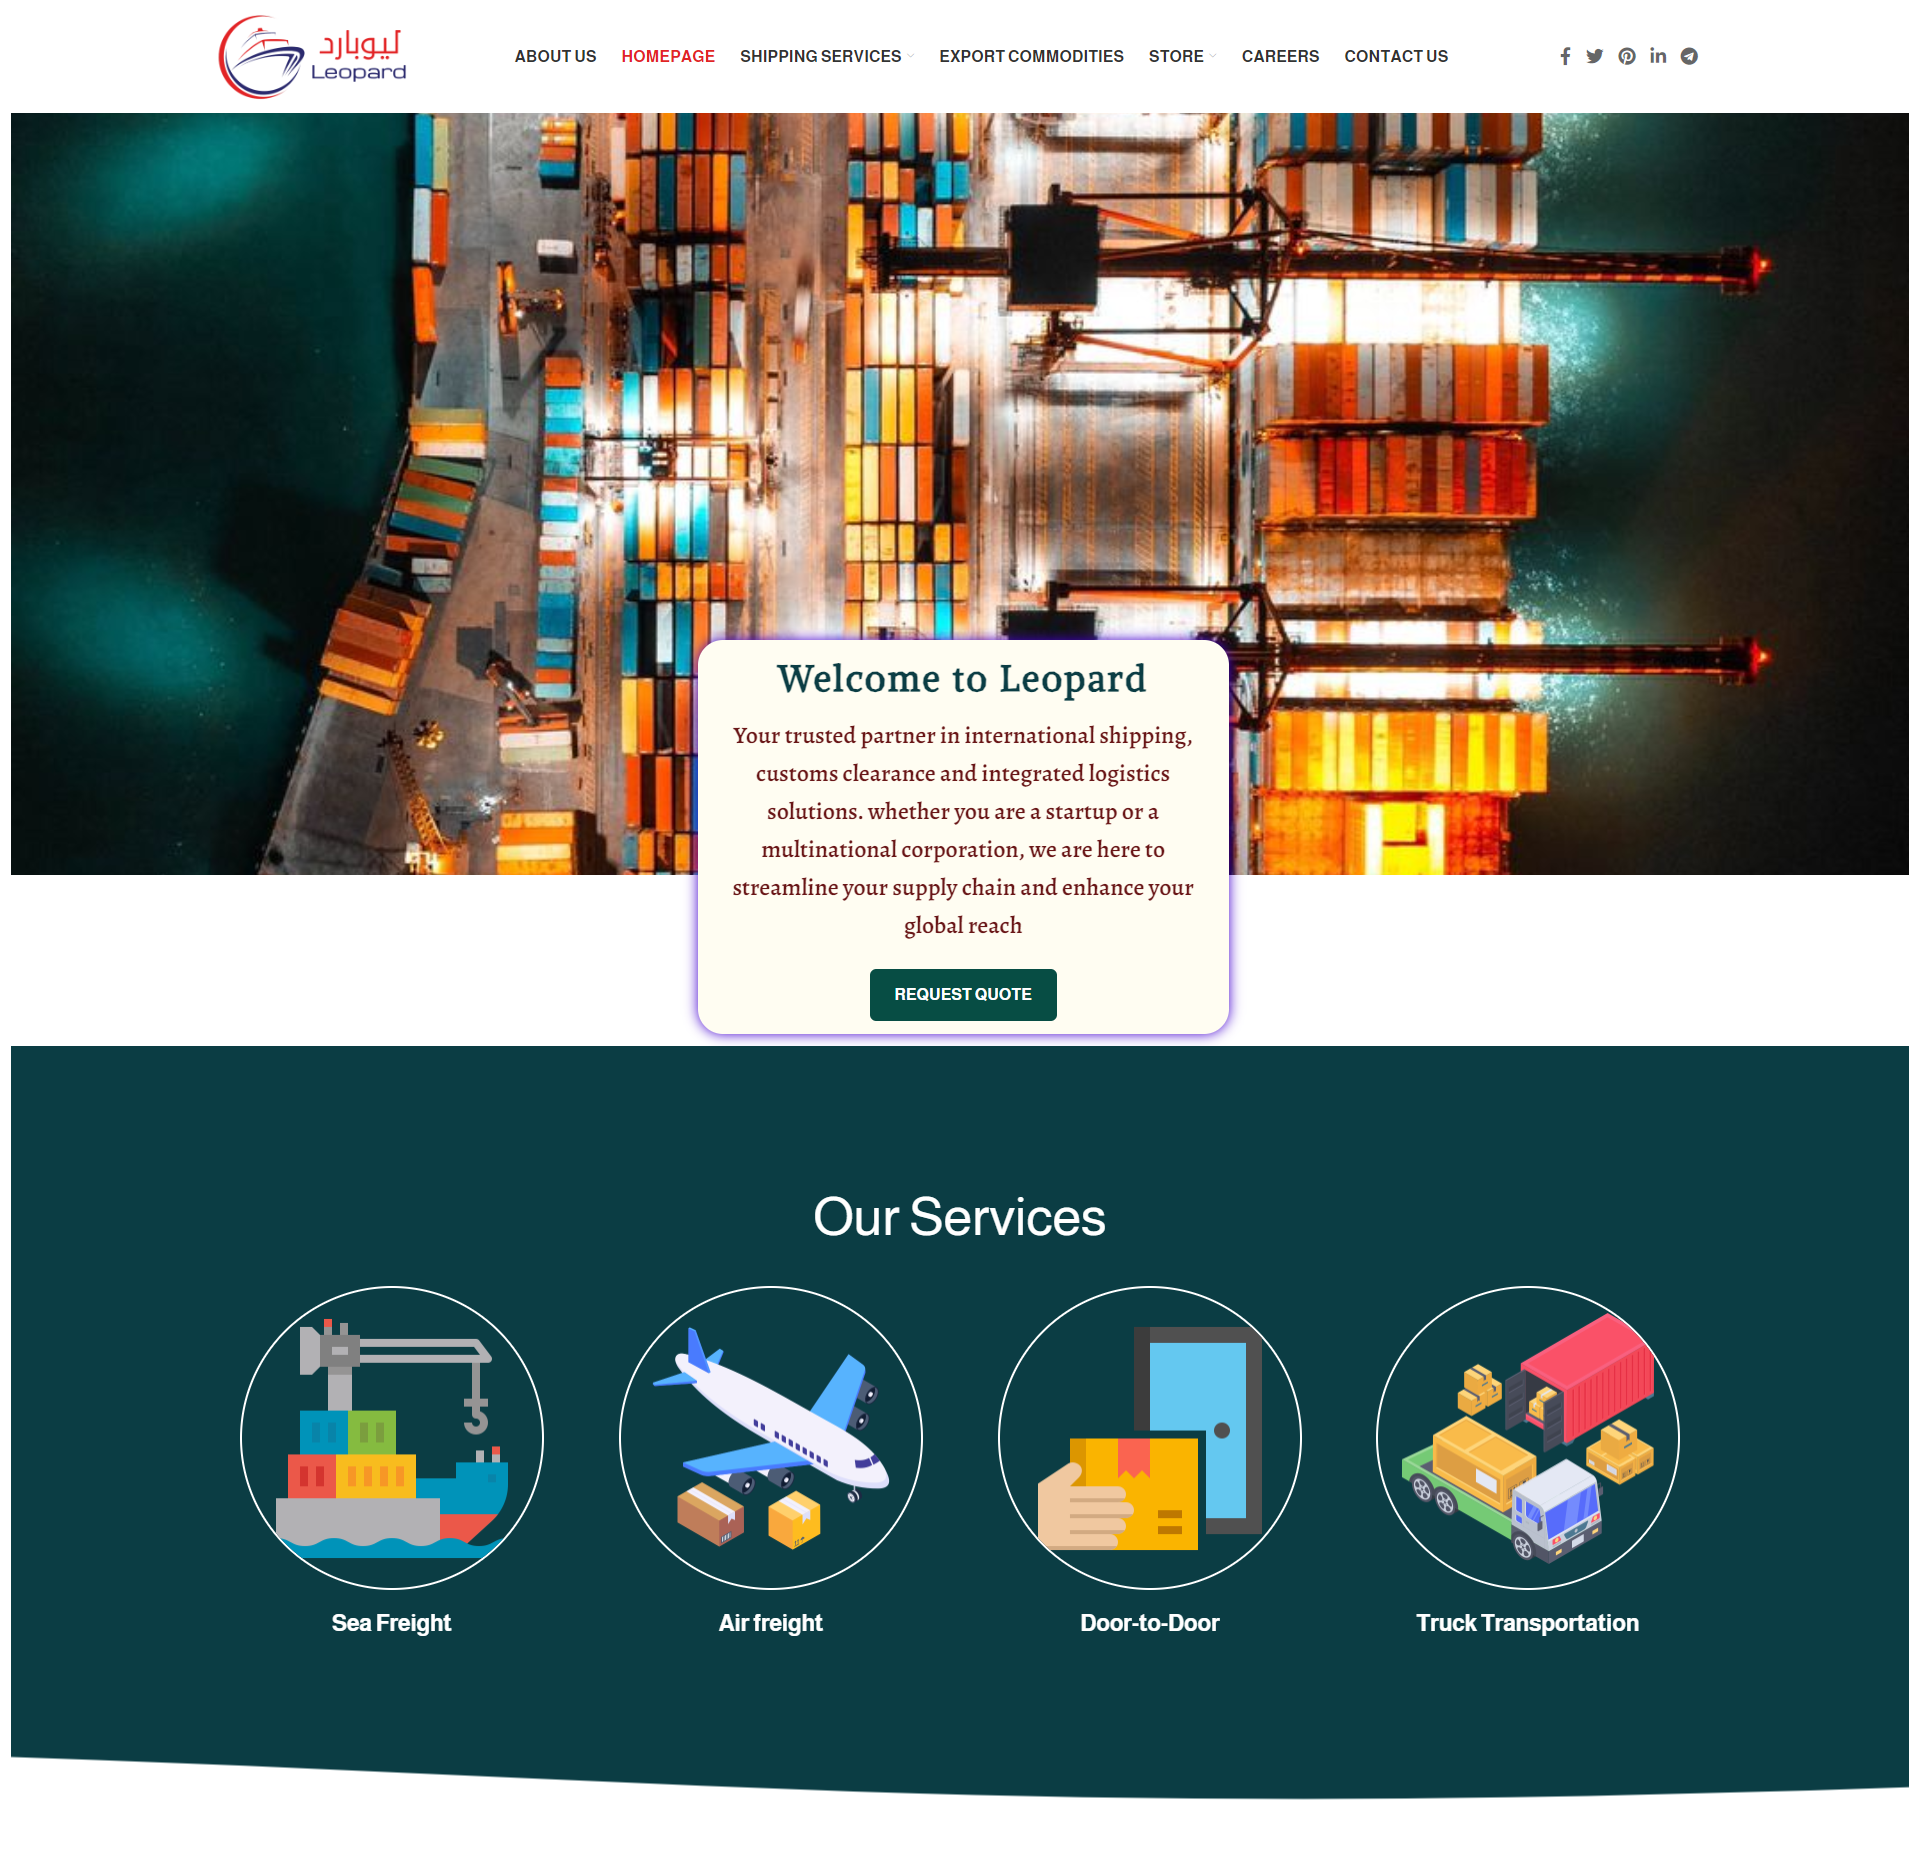 ليوبارد
Leopard
ABOUT US
HOMEPAGE
SHIPPING SERVICES
EXPORT COMMODITIES
STORE
CAREERS
CONTACT US
Welcome to Leopard
Your trusted partner in international shipping,
customs clearance and integrated logistics
solutions. whether you are a startup or a
multinational corporation, we are here to
streamline your supply chain and enhance your
global reach
REQUEST QUOTE
Our Services
Sea Freight
Air freight
Door-to-Door
Truck Transportation